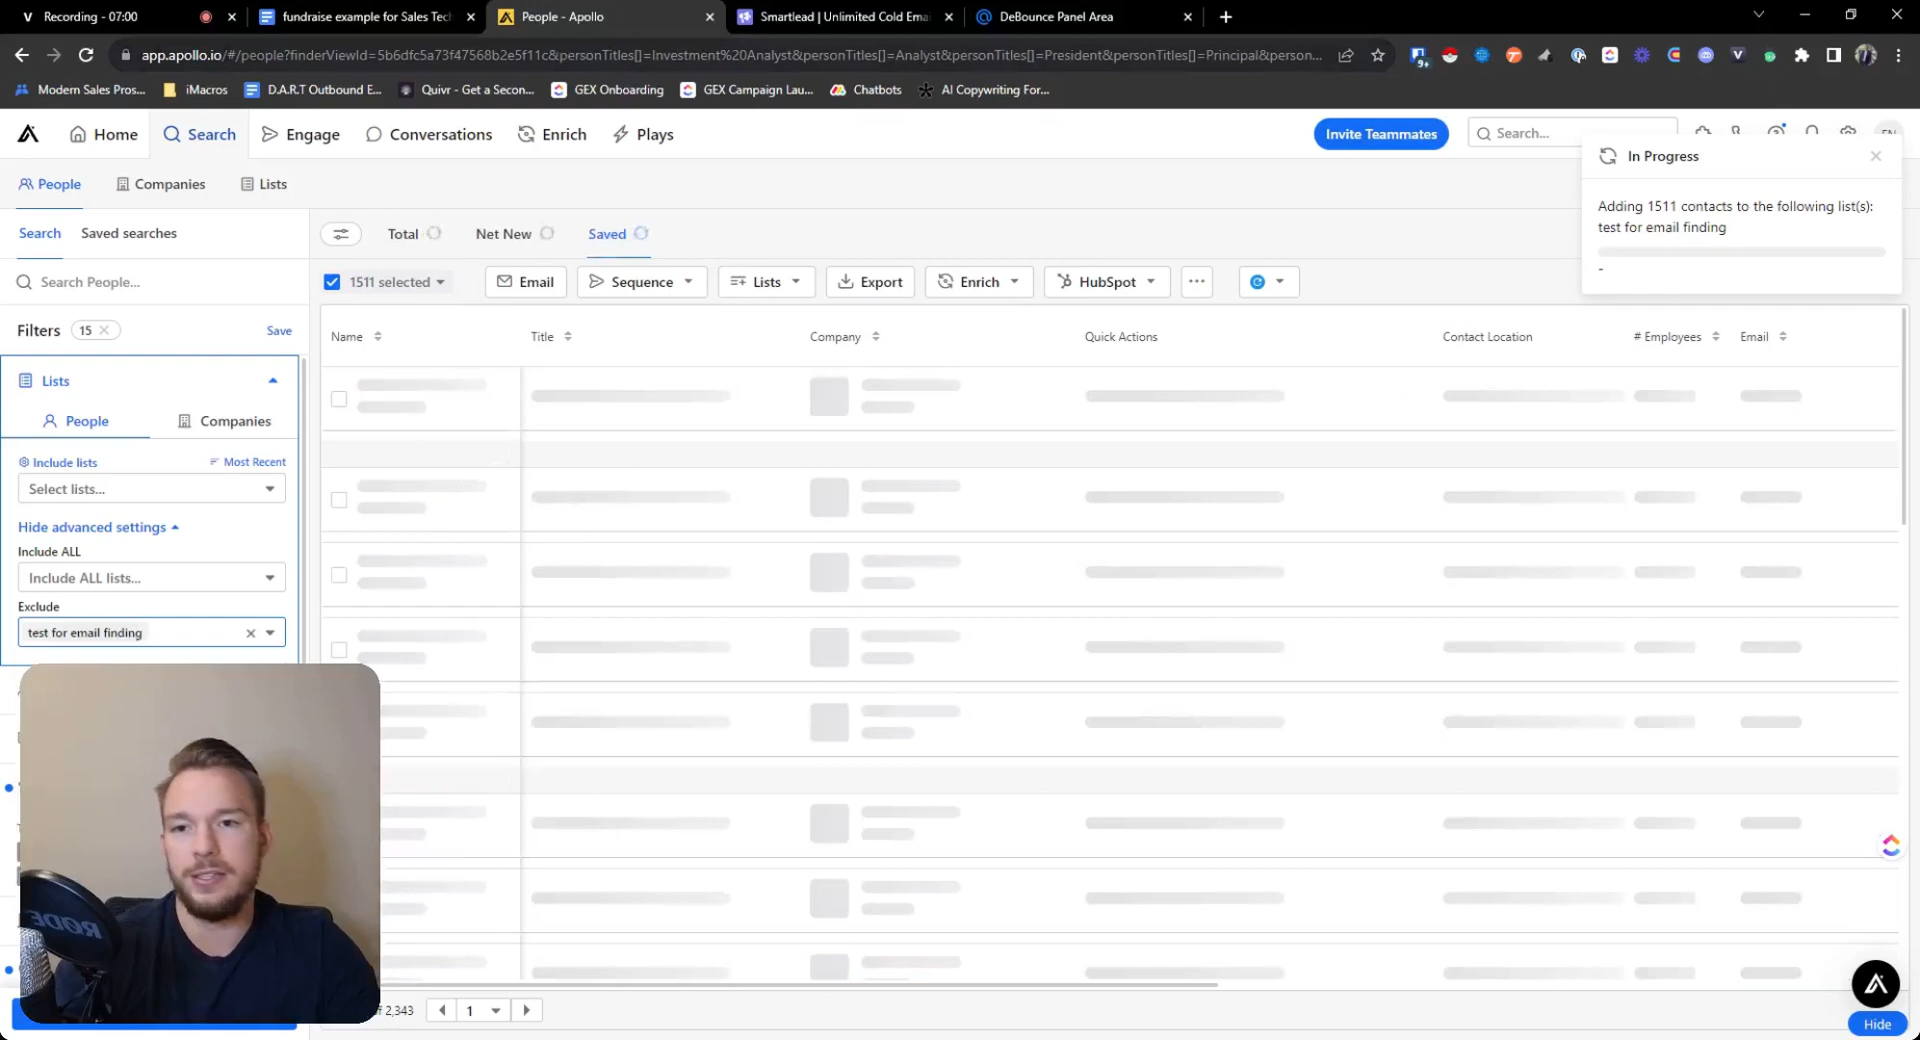 Recording - 07:00
fundraise example for Sales Tech
People - Apollo
Smartlead | Unlimited Cold Emai
DeBounce Panel Area
app.apollo.io/#/people?finderViewId=5b6dfc5a73f47568b2e5f11c&personTitles[]=Investment%20Analyst&personTitles[]=Analyst&personTitles[]=President&personTitles[]=Principal&person...
9+
Modern Sales Pros...
iMacros
D.A.R.T Outbound E...
Quivr - Get a Secon...
GEX Onboarding
GEX Campaign Lau...
Chatbots
AI Copywriting For...
Home
Search
Engage
Conversations
Enrich
Plays
Invite Teammates
Search...
People
Companies
Lists
In Progress
Adding 1511 contacts to the following list(s):
test for email finding
-
Search
Saved searches
Total
Net New
Saved
Search People...
1511 selected
Email
Sequence
Lists
Export
Enrich
HubSpot
Filters 15
Save
Name
Title
Company
Quick Actions
Contact Location
# Employees
Email
Lists
People
Companies
Include lists
Most Recent
Select lists...
Hide advanced settings
Include ALL
Include ALL lists...
Exclude
test for email finding
RØDE
of 2,343
1
Hide